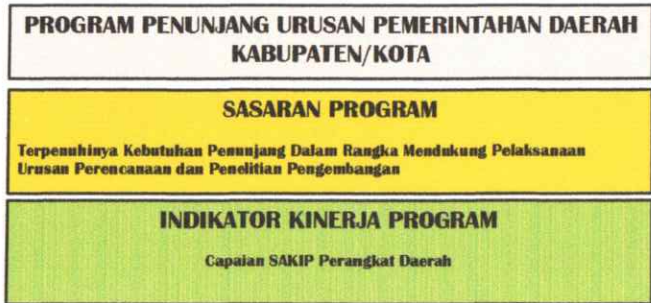 PROGRAM PENUNJANG URUSAN PEMERINTAHAN DAERAH
KABUPATEN/KOTA
SASARAN PROGRAM
Terpenuhinya Kebutuhan Penunjang Dalam Rangka Mendukung Pelaksanaan
Urusan Perencanaan dan Penelitian Pengembangan
INDIKATOR KINERJA PROGRAM
Capaian SAKIP Perangkat Daerah